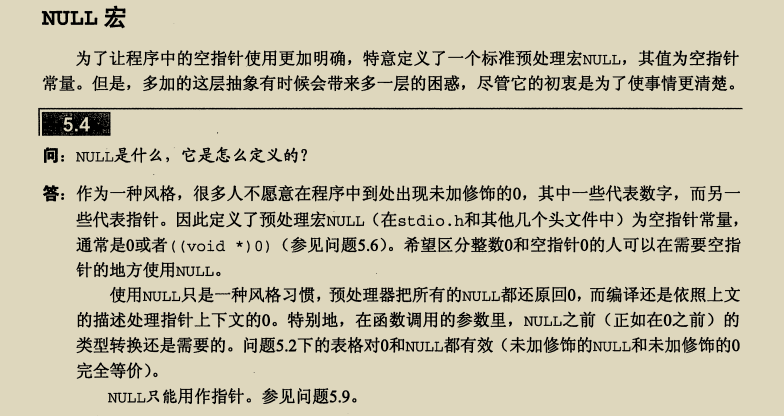 NULL 宏
为了让程序中的空指针使用更加明确，特意定义了一个标准预处理宏NULL，其值为空指针
常量。但是，多加的这层抽象有时候会带来多一层的困惑，尽管它的初衷是为了使事情更清楚。
5.4
问：NULL是什么，它是怎么定义的？
答：作为一种风格，很多人不愿意在程序中到处出现未加修饰的0，其中一些代表数字，而另一
些代表指针。因此定义了预处理宏NULL（在stdio.h和其他几个头文件中）为空指针常量，
通常是0或者((void *)0)（参见问题5.6）。希望区分整数0和空指针0的人可以在需要空指
针的地方使用NULL。
使用NULL只是一种风格习惯，预处理器把所有的NULL都还原回0，而编译还是依照上文
的描述处理指针上下文的0。特别地，在函数调用的参数里，NULL之前（正如在0之前）的
类型转换还是需要的。问题5.2下的表格对0和NULL都有效（未加修饰的NULL和未加修饰的0
完全等价）。
NULL只能用作指针。参见问题5.9。